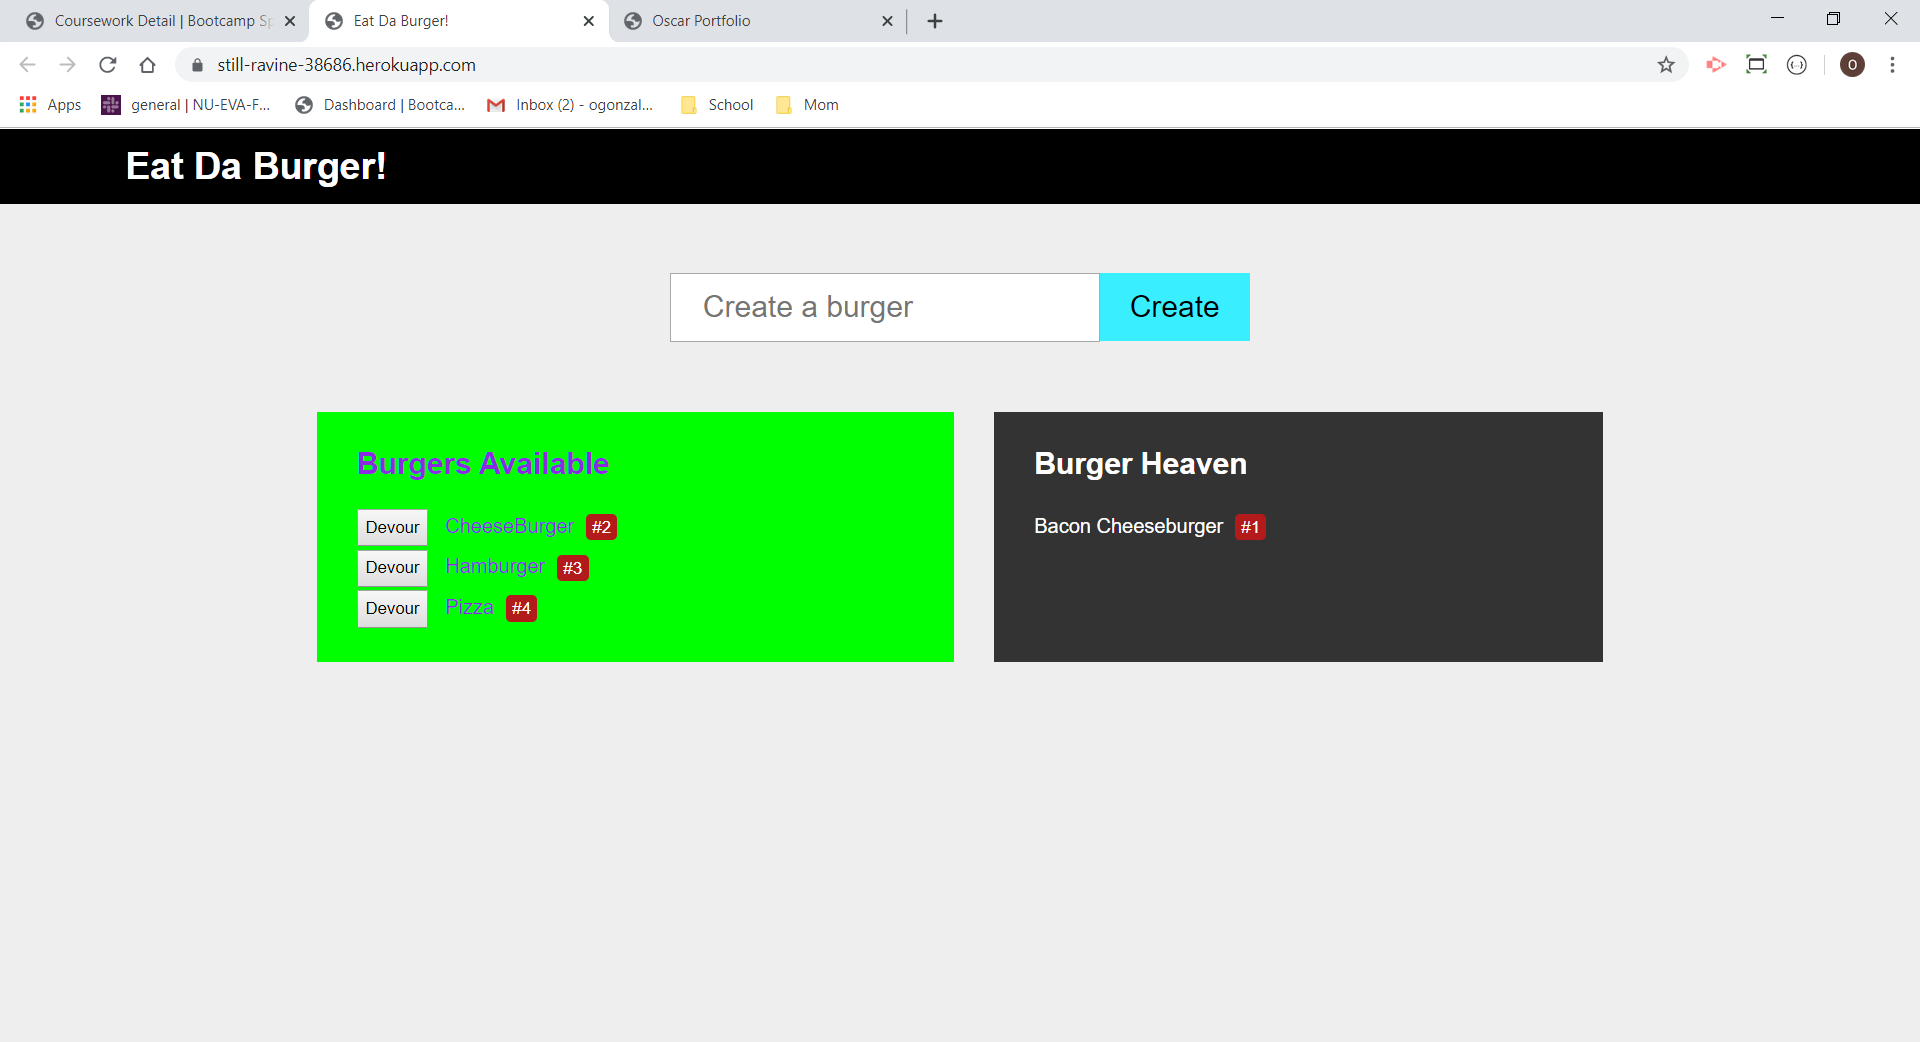 Coursework Detail | Bootcamp Sp
Eat Da Burger!
Oscar Portfolio
still-ravine-38686.herokuapp.com
O
Apps
general | NU-EVA-F...
Dashboard | Bootca...
Inbox (2) - ogonzal...
School
Mom
Eat Da Burger!
Create a burger
Create
Burgers Available
Devour CheeseBurger #2
Devour Hamburger #3
Devour Pizza #4
Burger Heaven
Bacon Cheeseburger #1